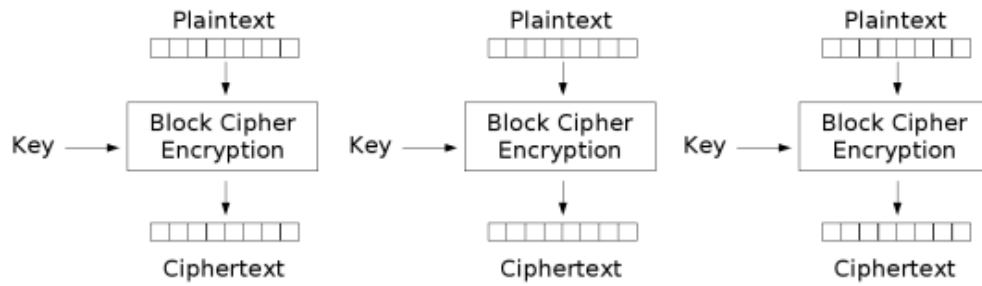 Plaintext Plaintext Plaintext
Key Block Cipher Encryption Key Block Cipher Encryption Key Block Cipher Encryption
Ciphertext Ciphertext Ciphertext